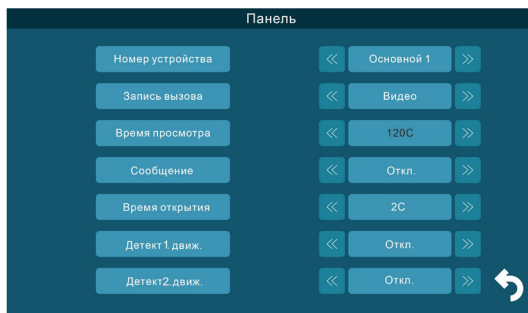 Панель
Номер устройства « Основной 1 »
Запись вызова « Видео »
Время просмотра « 120С »
Сообщение « Откл. »
Время открытия « 2С »
Детект1.движ. « Откл. »
Детект2.движ. « Откл. »